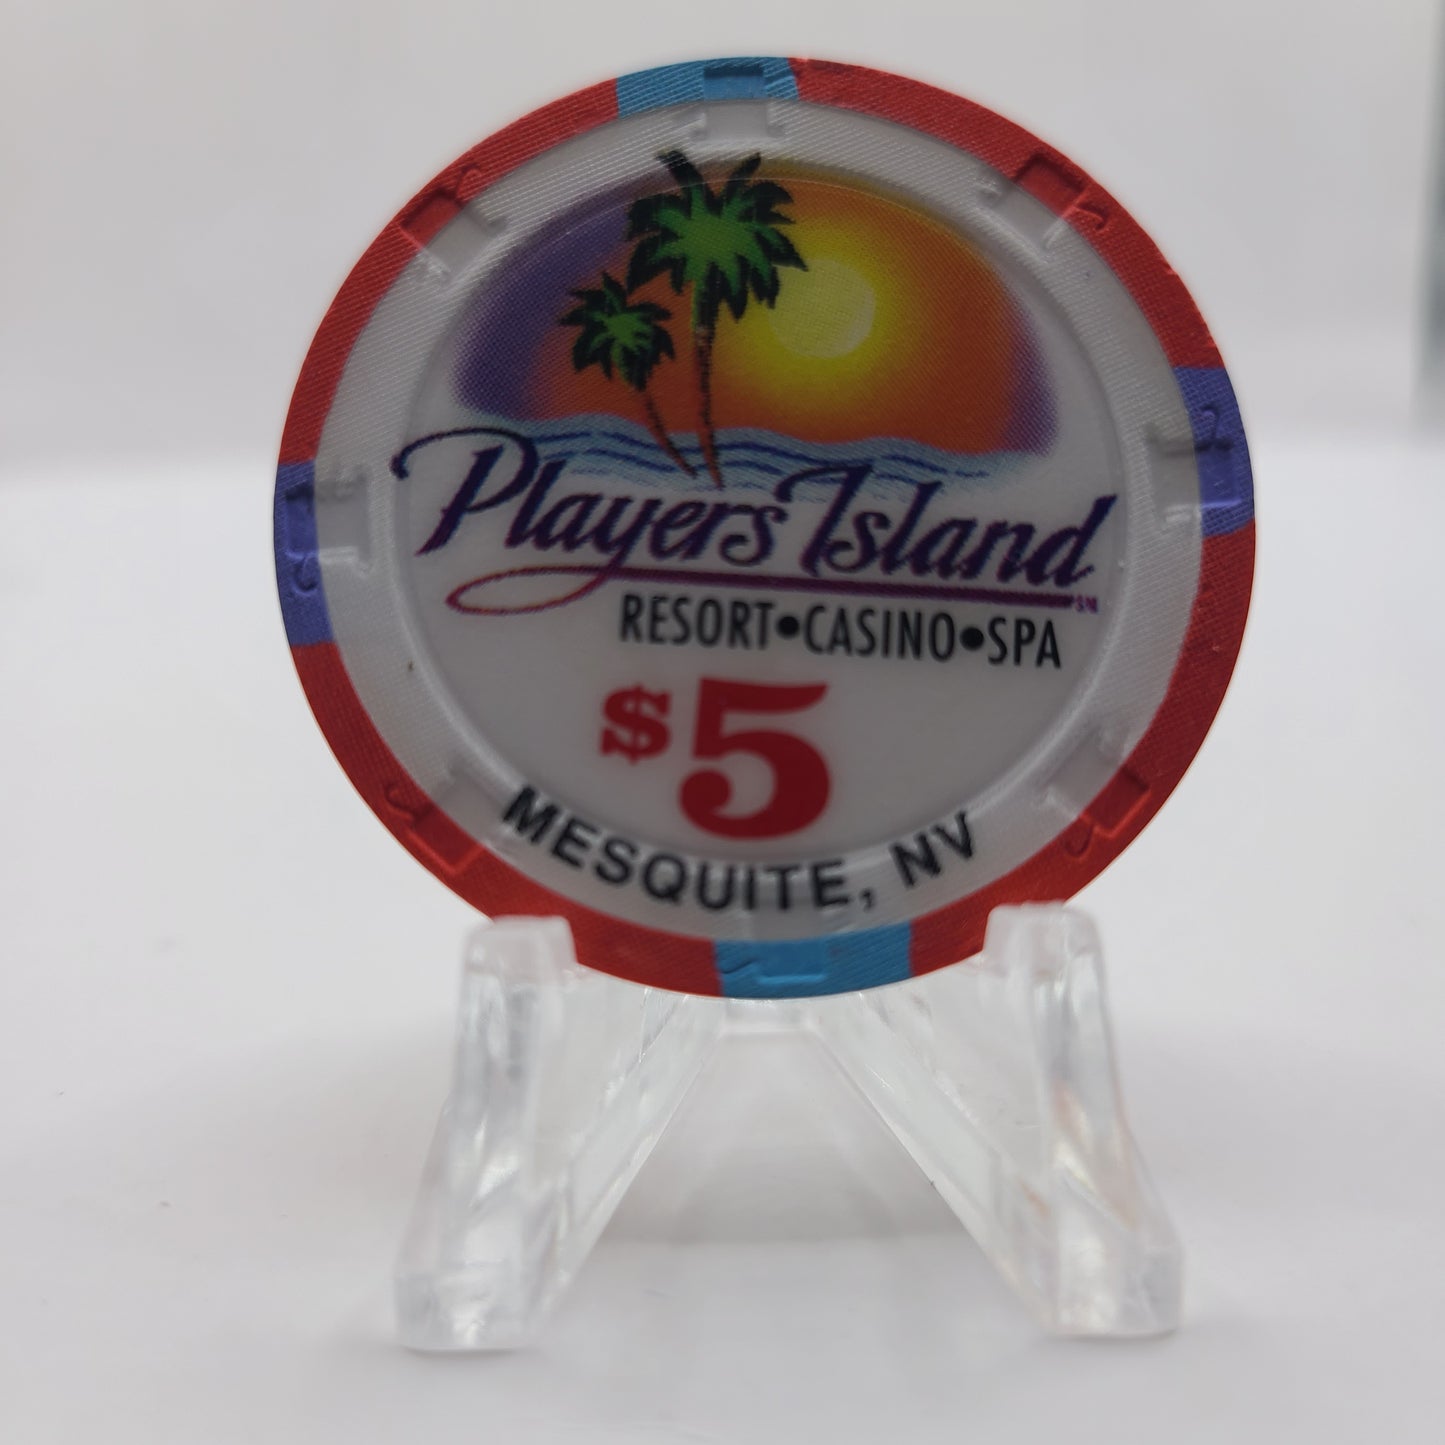 Players Island
SM
RESORT•CASINO•SPA
$5
MESQUITE, NV